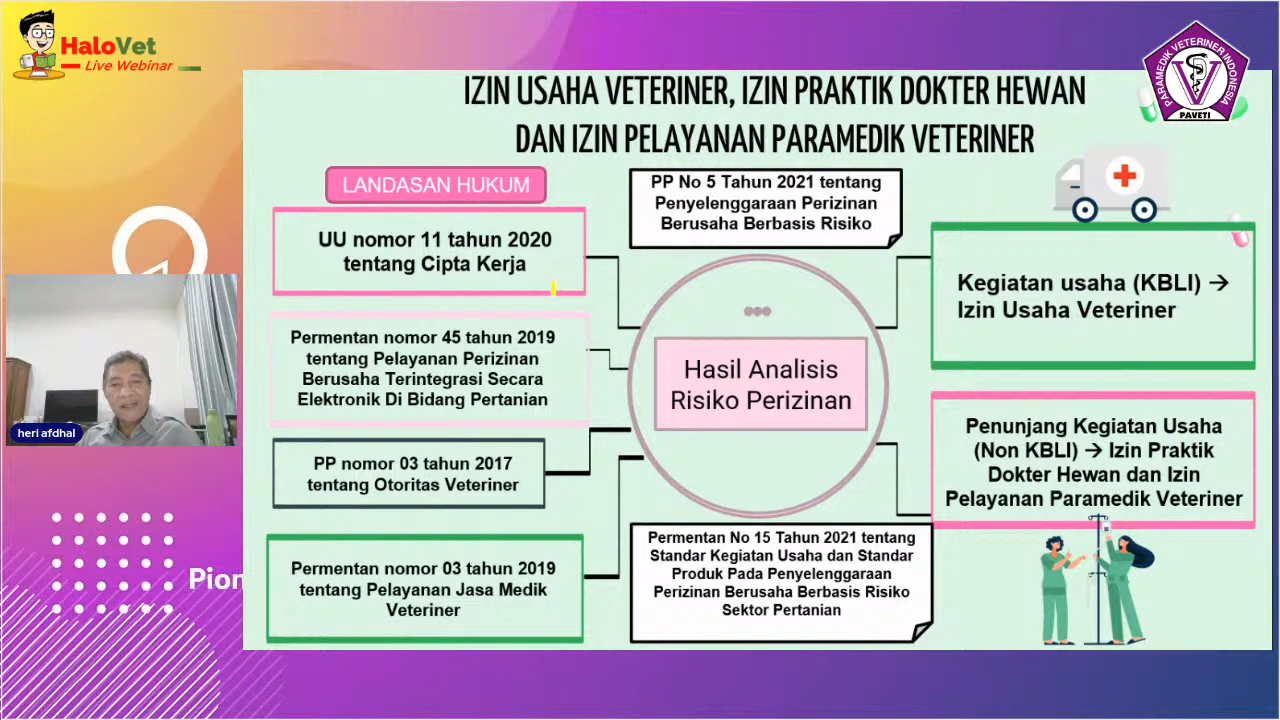 HaloVet
Live Webinar
PARAMEDIK VETERINER INDONESIA
V
PAVETI
IZIN USAHA VETERINER, IZIN PRAKTIK DOKTER HEWAN
DAN IZIN PELAYANAN PARAMEDIK VETERINER
LANDASAN HUKUM
UU nomor 11 tahun 2020
tentang Cipta Kerja
Permentan nomor 45 tahun 2019
tentang Pelayanan Perizinan
Berusaha Terintegrasi Secara
Elektronik Di Bidang Pertanian
PP nomor 03 tahun 2017
tentang Otoritas Veteriner
Permentan nomor 03 tahun 2019
tentang Pelayanan Jasa Medik
Veteriner
PP No 5 Tahun 2021 tentang
Penyelenggaraan Perizinan
Berusaha Berbasis Risiko
Hasil Analisis
Risiko Perizinan
Permentan No 15 Tahun 2021 tentang
Standar Kegiatan Usaha dan Standar
Produk Pada Penyelenggaraan
Perizinan Berusaha Berbasis Risiko
Sektor Pertanian
Kegiatan usaha (KBLI) →
Izin Usaha Veteriner
Penunjang Kegiatan Usaha
(Non KBLI) → Izin Praktik
Dokter Hewan dan Izin
Pelayanan Paramedik Veteriner
heri afdhal
Pion